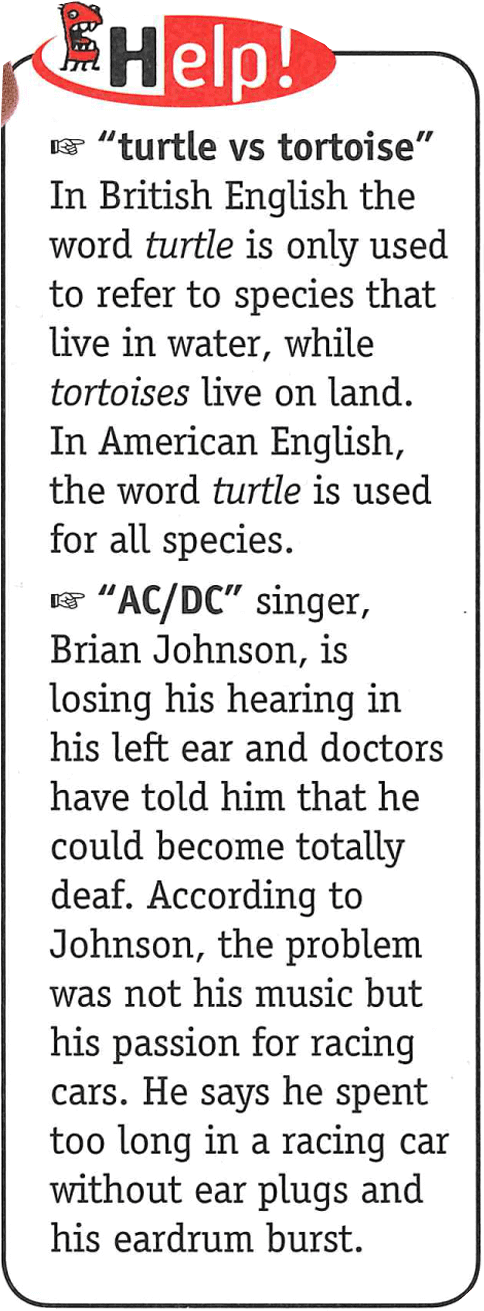 Help!
☞ “turtle vs tortoise”
In British English the
word turtle is only used
to refer to species that
live in water, while
tortoises live on land.
In American English,
the word turtle is used
for all species.
☞ “AC/DC” singer,
Brian Johnson, is
losing his hearing in
his left ear and doctors
have told him that he
could become totally
deaf. According to
Johnson, the problem
was not his music but
his passion for racing
cars. He says he spent
too long in a racing car
without ear plugs and
his eardrum burst.